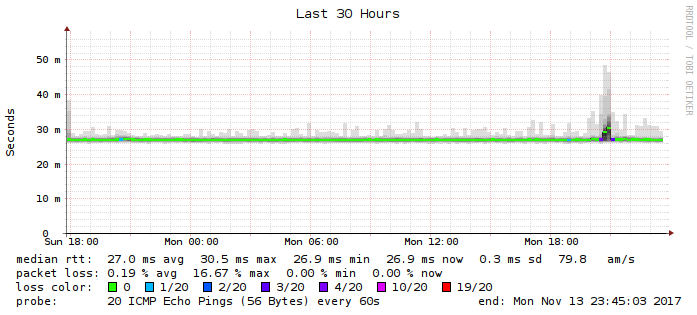 Last 30 Hours
RRDTOOL / TOBI OETIKER
Seconds
50 m
40 m
30 m
20 m
10 m
0
Sun 18:00 Mon 00:00 Mon 06:00 Mon 12:00 Mon 18:00
median rtt: 27.0 ms avg 30.5 ms max 26.9 ms min 26.9 ms now 0.3 ms sd 79.8 am/s
packet loss: 0.19 % avg 16.67 % max 0.00 % min 0.00 % now
loss color: 0 1/20 2/20 3/20 4/20 10/20 19/20
probe: 20 ICMP Echo Pings (56 Bytes) every 60s end: Mon Nov 13 23:45:03 2017